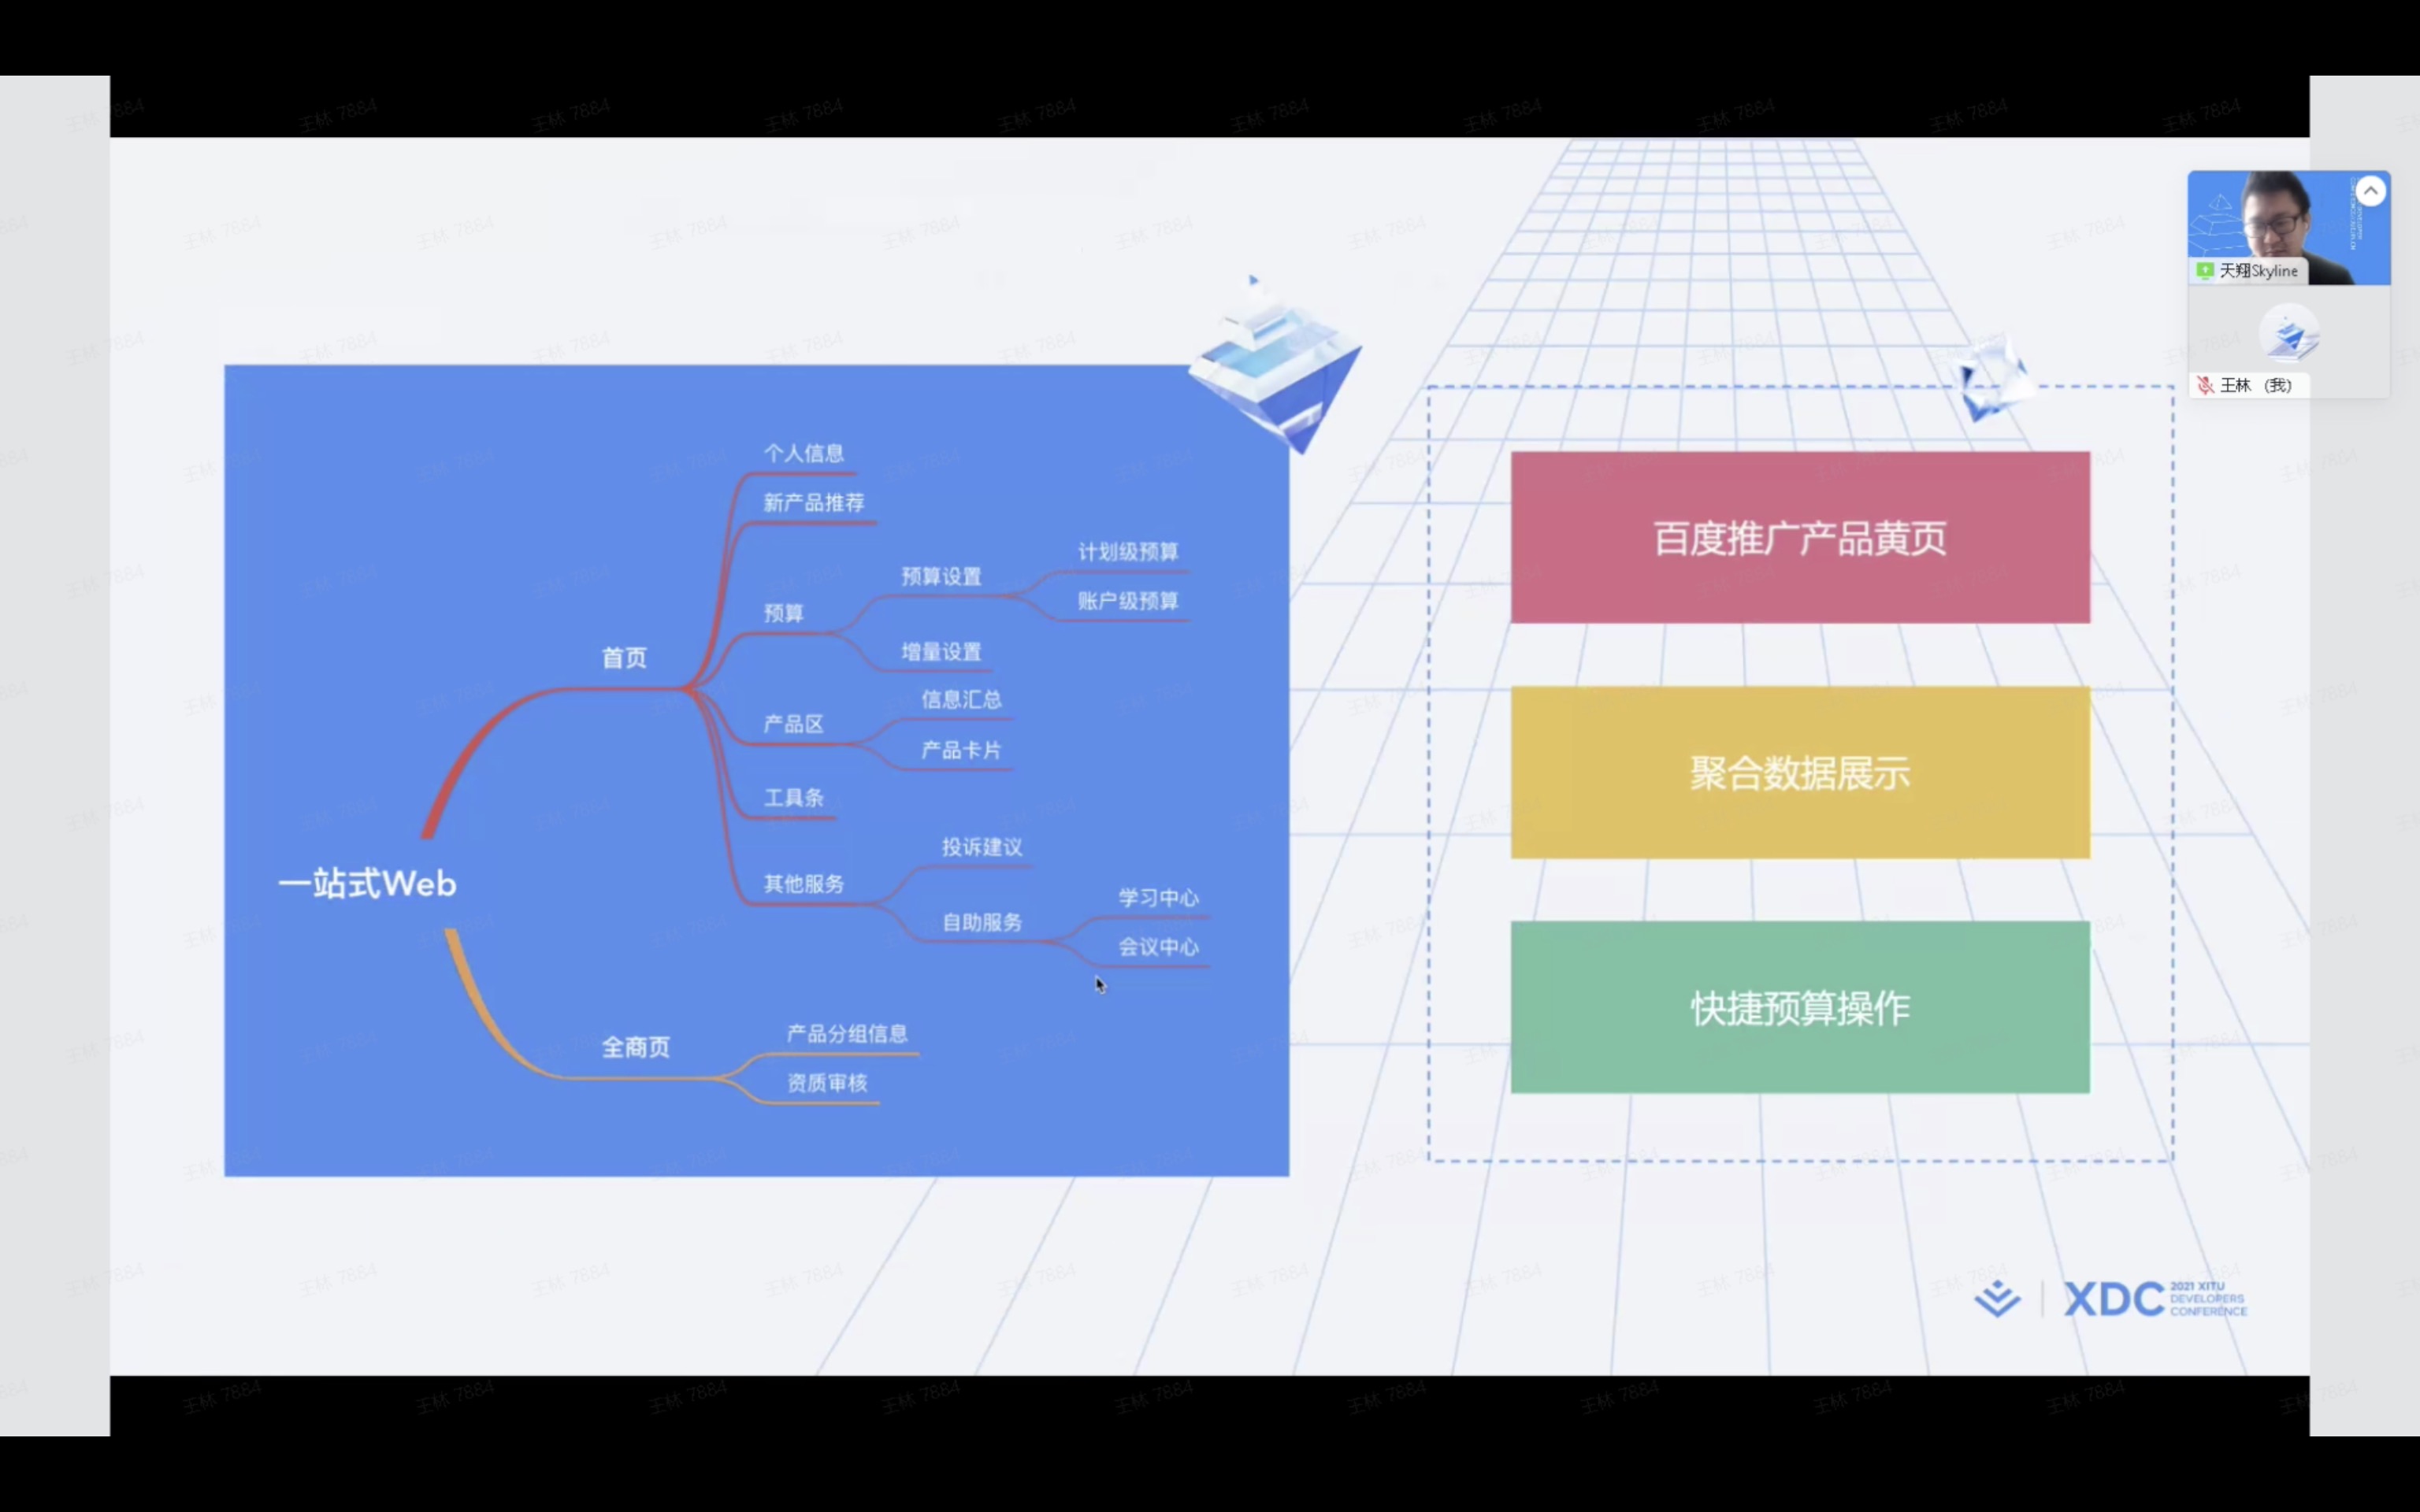 个人信息
新产品推荐
计划级预算
预算设置
账户级预算
预算
增量设置
首页
信息汇总
产品区
产品卡片
工具条
投诉建议
其他服务
学习中心
自助服务
会议中心
一站式Web
产品分组信息
全商页
资质审核
百度推广产品黄页
聚合数据展示
快捷预算操作
天翔Skyline
王林 (我)
XDC
2021 XITU
DEVELOPERS
CONFERENCE
王林 7884